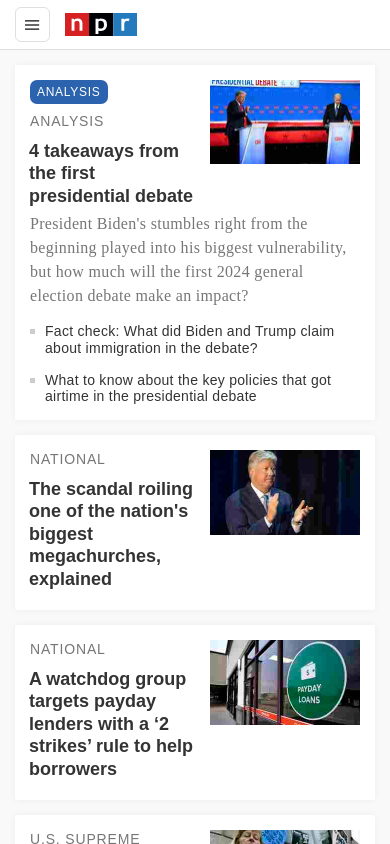 npr
ANALYSIS
PRESIDENTIAL DEBATE
ANALYSIS
4 takeaways from
the first
presidential debate
President Biden's stumbles right from the
beginning played into his biggest vulnerability,
but how much will the first 2024 general
election debate make an impact?
Fact check: What did Biden and Trump claim
about immigration in the debate?
What to know about the key policies that got
airtime in the presidential debate
NATIONAL
The scandal roiling
one of the nation's
biggest
megachurches,
explained
NATIONAL
A watchdog group
targets payday
lenders with a ‘2
strikes’ rule to help
borrowers
$
PAYDAY
LOANS
U.S. SUPREME